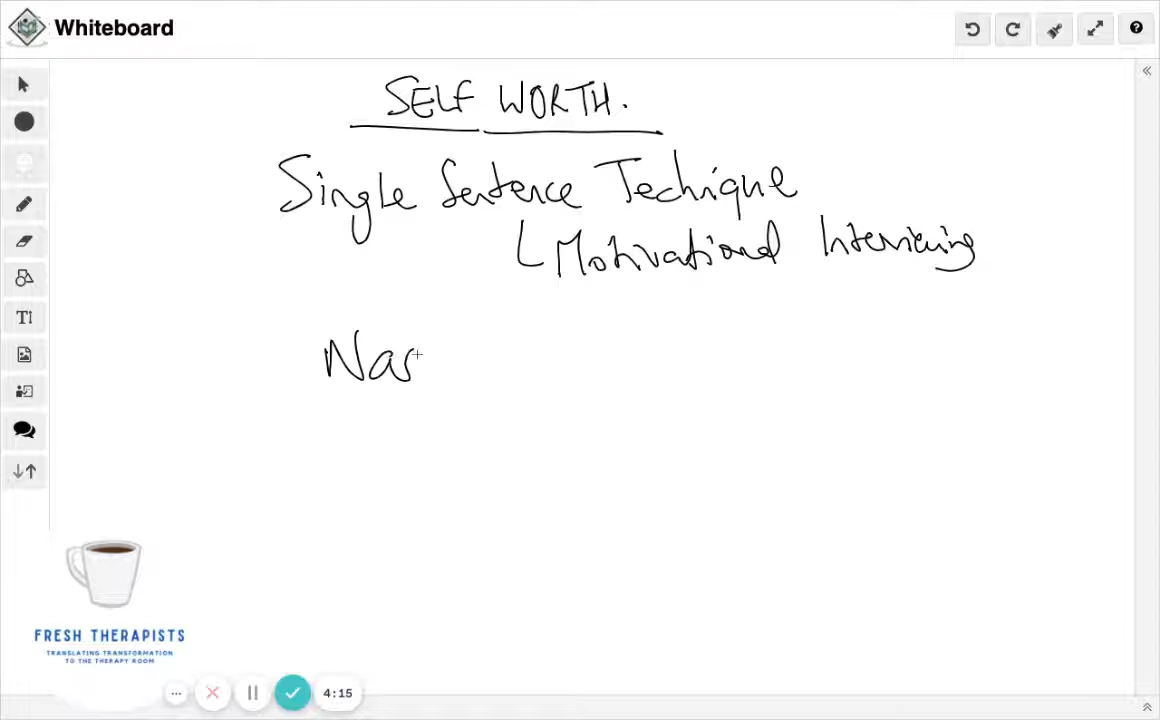 Whiteboard
SELF WORTH.
Single Sentence Technique
Motivational Interviewing
Nas
TI
FRESH THERAPISTS
TRANSLATING TRANSFORMATION
TO THE THERAPY ROOM
4:15